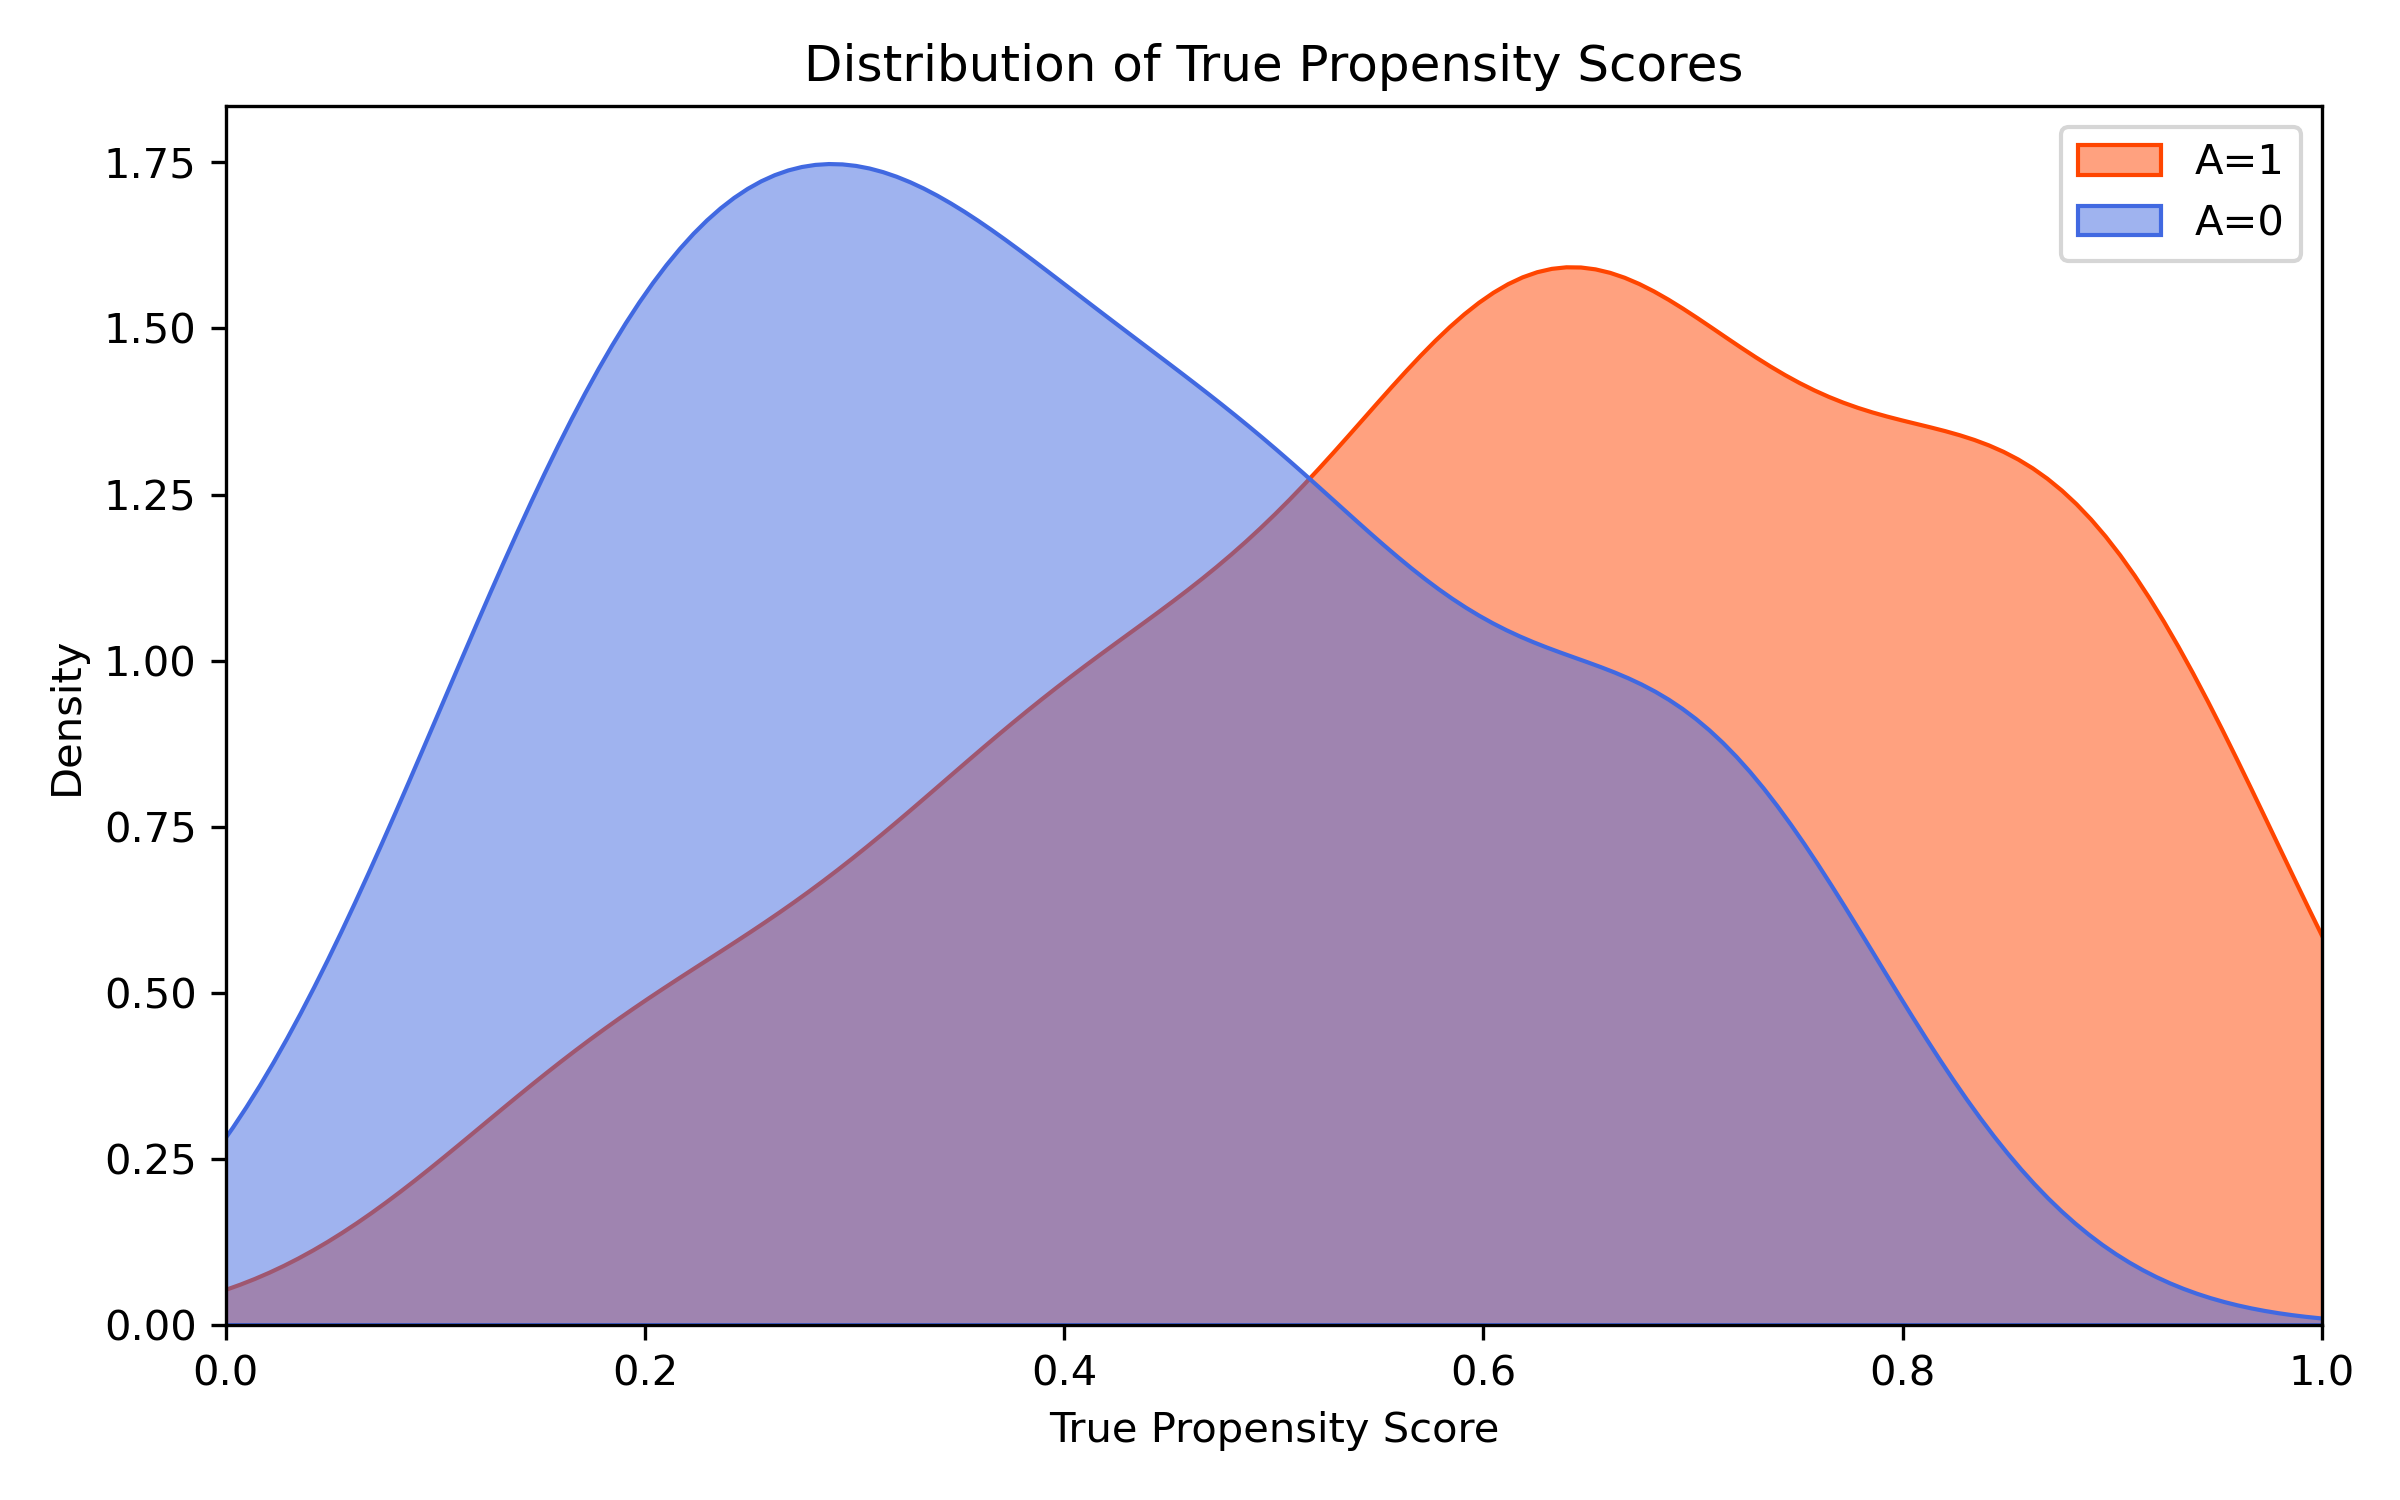 Distribution of True Propensity Scores
A=1
A=0
1.75
1.50
1.25
1.00
0.75
0.50
0.25
0.00
Density
0.0 0.2 0.4 0.6 0.8 1.0
True Propensity Score